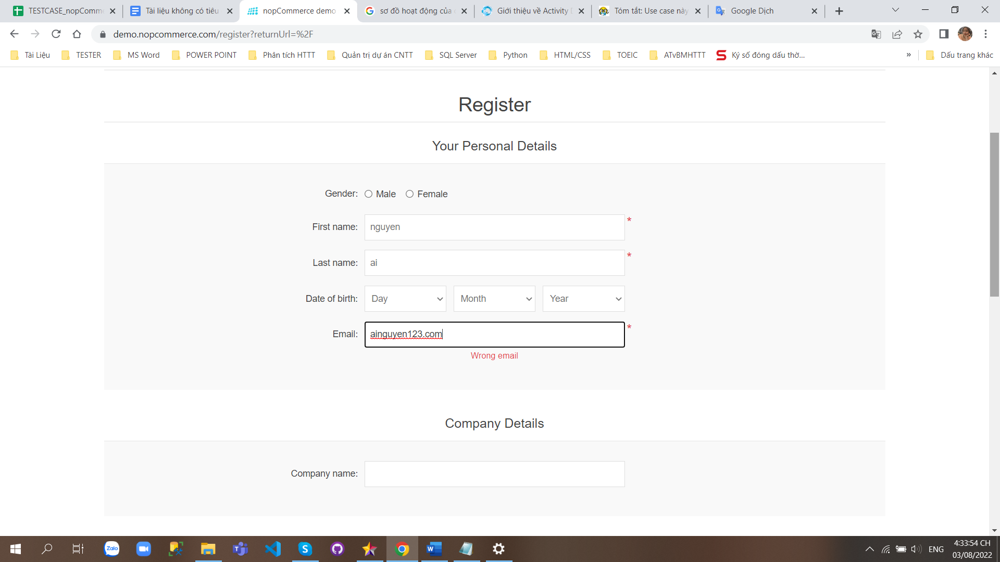 TESTCASE_nopComme
Tài liệu không có tiêu
nopCommerce demo
sơ đồ hoạt động của
Giới thiệu về Activity D
Tóm tắt: Use case này
Google Dịch
demo.nopcommerce.com/register?returnUrl=%2F
Tài Liệu
TESTER
MS Word
POWER POINT
Phân tích HTTT
Quản trị dự án CNTT
SQL Server
Python
HTML/CSS
TOEIC
ATvBMHTTT
Ký số đóng dấu thờ...
»
Dấu trang khác
Register
Your Personal Details
Gender: Male Female
First name: nguyen *
Last name: ai *
Date of birth: Day Month Year
Email: ainguyen123.com *
Wrong email
Company Details
Company name:
Zalo
ENG
4:33:54 CH
03/08/2022